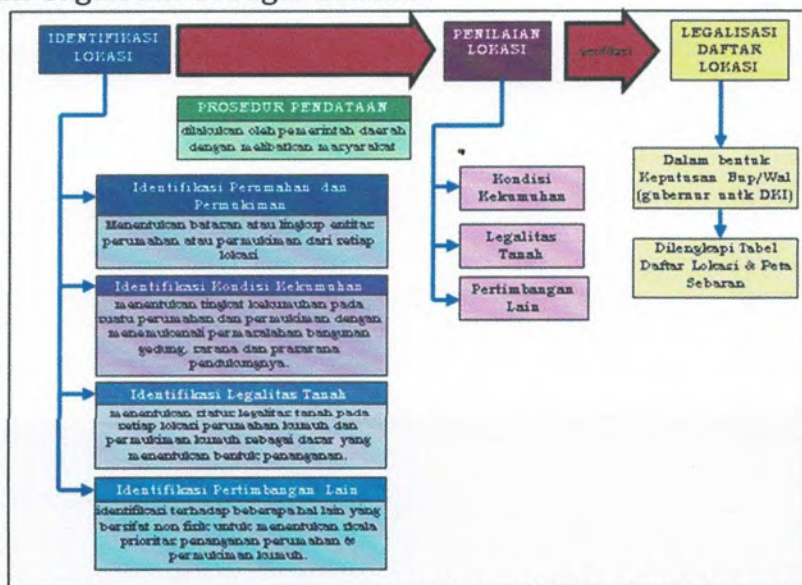 IDENTIFIKASI
LOKASI
PROSEDUR PENDATAAN
dilakukan oleh pemerintah daerah
dengan melibatkan masyarakat
Identifikasi Perumahan dan
Permukiman
Menentukan batasan atau lingkup entitas
perumahan atau permukiman dari setiap
lokasi
Identifikasi Kondisi Kekumuhan
menentukan tingkat kekumuhan pada
suatu perumahan dan permukiman dengan
menemukenali permasalahan bangunan
gedung, sarana dan prasarana
pendukungnya.
Identifikasi Legalitas Tanah
menentukan status legalitas tanah pada
setiap lokasi perumahan kumuh dan
permukiman kumuh sebagai dasar yang
menentukan bentuk penanganan.
Identifikasi Pertimbangan Lain
identifikasi terhadap beberapa hal lain yang
bersifat non fisik untuk menentukan skala
prioritas penanganan perumahan &
permukiman kumuh.
PENILAIAN
LOKASI
Kondisi
Kekumuhan
Legalitas
Tanah
Pertimbangan
Lain
verifikasi
LEGALISASI
DAFTAR
LOKASI
Dalam bentuk
Keputusan Bup/Wal
(gubernur untk DKI)
Dilengkapi Tabel
Daftar Lokasi & Peta
Sebaran